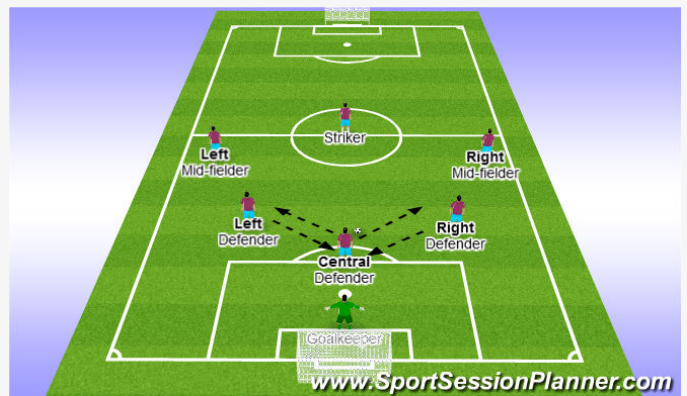 Striker
Left
Mid-fielder
Right
Mid-fielder
Left
Defender
Right
Defender
Central
Defender
Goalkeeper
www.SportSessionPlanner.com